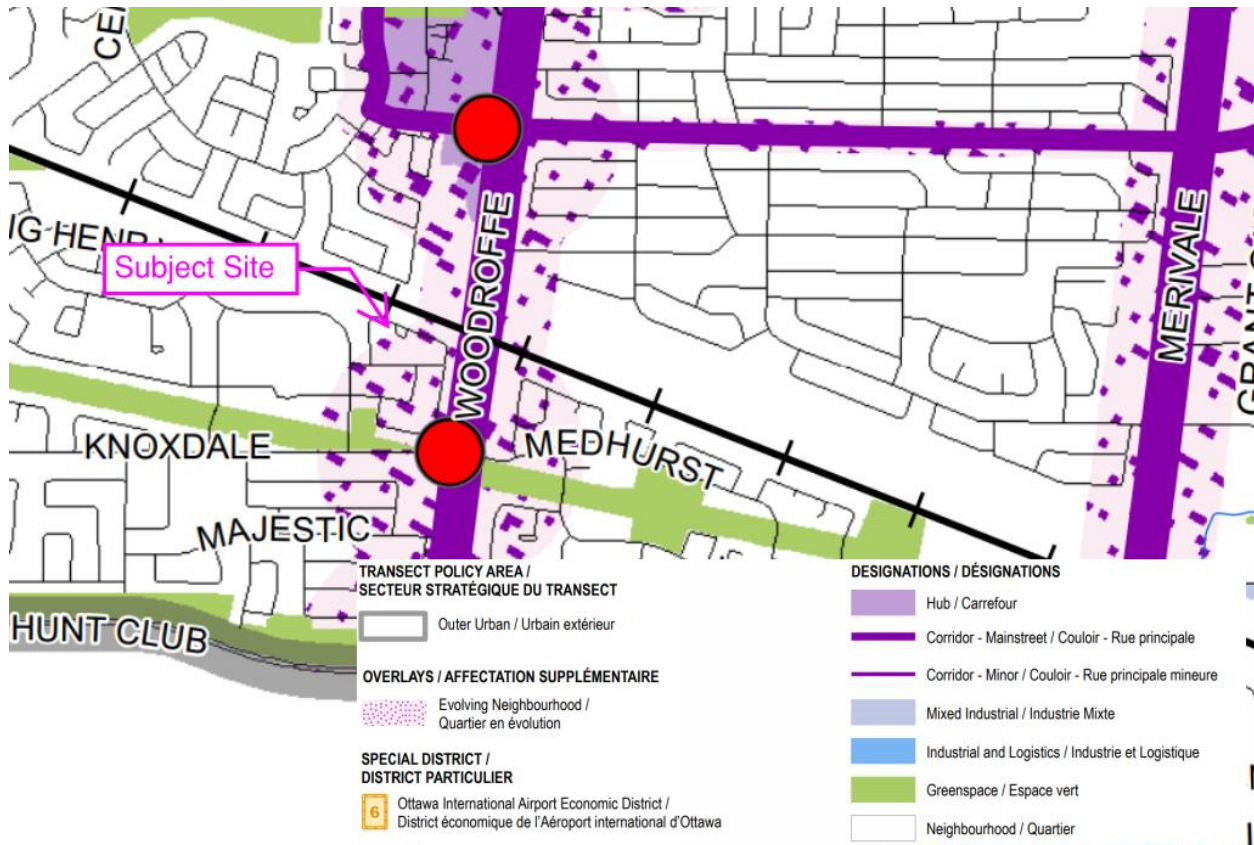 CE
WOODROFFE
MERIVALE
IG HENRY
Subject Site
GRANT
KNOXDALE
MEDHURST
MAJESTIC
HUNT CLUB
TRANSECT POLICY AREA /
SECTEUR STRATÉGIQUE DU TRANSECT
Outer Urban / Urbain extérieur
OVERLAYS / AFFECTATION SUPPLÉMENTAIRE
Evolving Neighbourhood /
Quartier en évolution
SPECIAL DISTRICT /
DISTRICT PARTICULIER
6
Ottawa International Airport Economic District /
District économique de l'Aéroport international d'Ottawa
DESIGNATIONS / DÉSIGNATIONS
Hub / Carrefour
Corridor - Mainstreet / Couloir - Rue principale
Corridor - Minor / Couloir - Rue principale mineure
Mixed Industrial / Industrie Mixte
Industrial and Logistics / Industrie et Logistique
Greenspace / Espace vert
Neighbourhood / Quartier